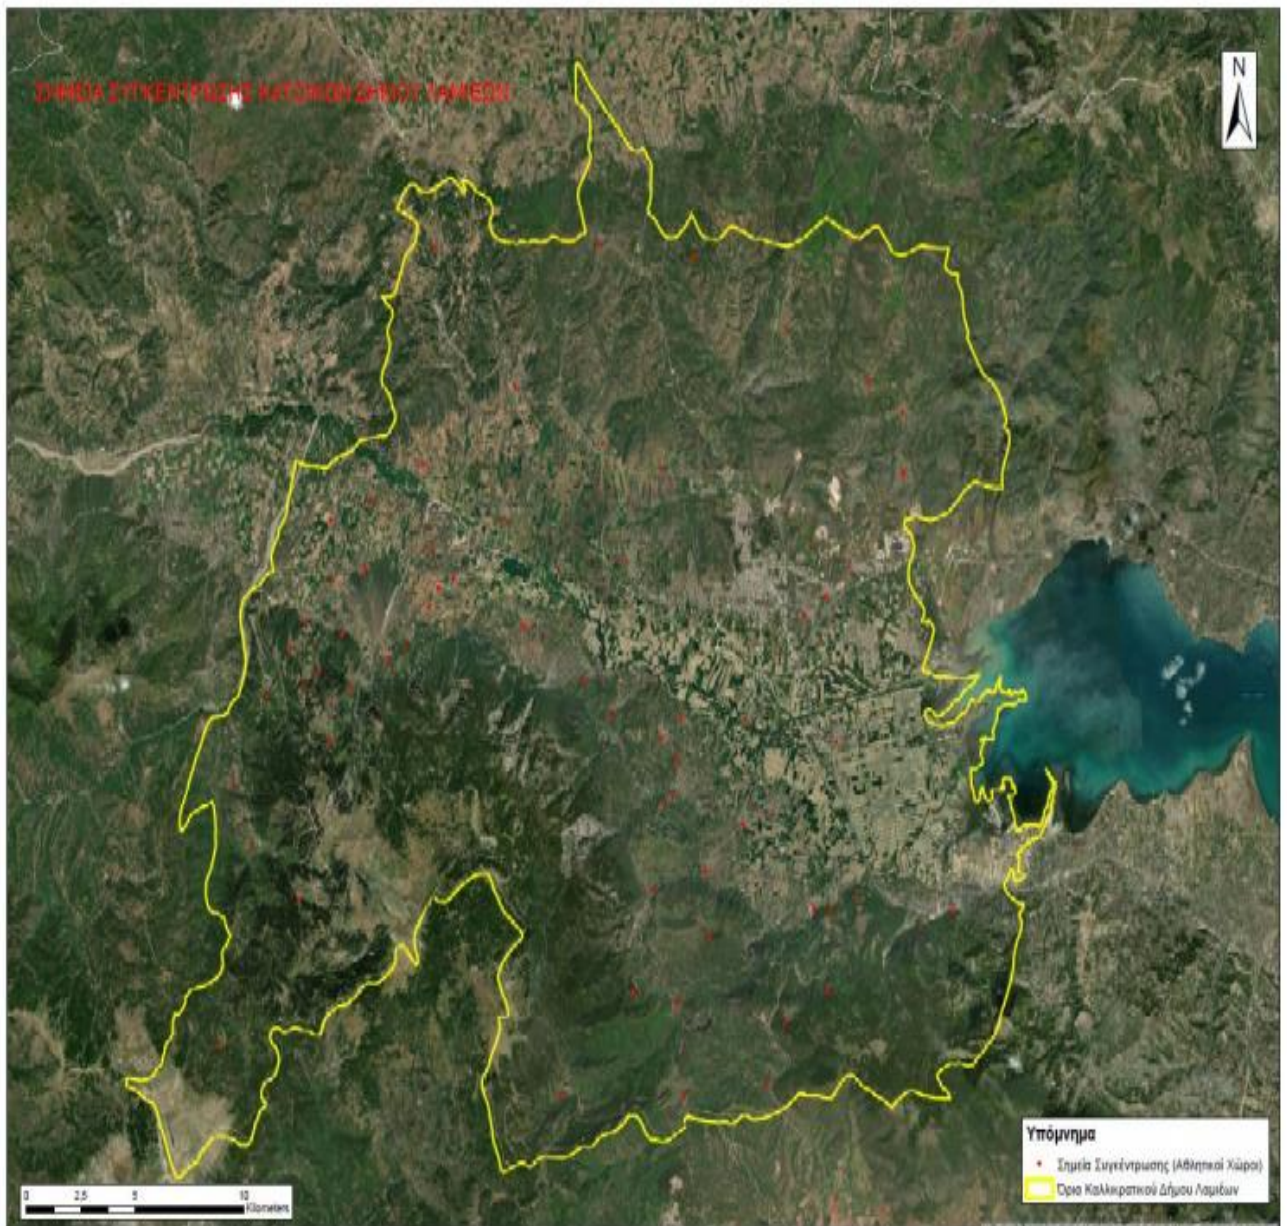 ΣΗΜΕΙΑ ΣΥΓΚΕΝΤΡΩΣΗΣ ΚΑΤΟΙΚΩΝ ΔΗΜΟΥ ΛΑΜΙΕΩΝ
N
Υπόμνημα
Σημεία Συγκέντρωσης (Αθλητικοί Χώροι)
Όρια Καλλικρατικού Δήμου Λαμιέων
0 2,5 5 10
Kilometers